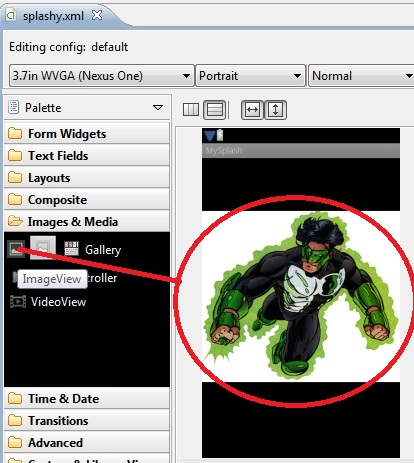 splashy.xml
Editing config: default
3.7in WVGA (Nexus One) Portrait Normal
Palette
MySplash
Form Widgets
Text Fields
Layouts
Composite
Images & Media
Gallery
ImageView
VideoView
Time & Date
Transitions
Advanced